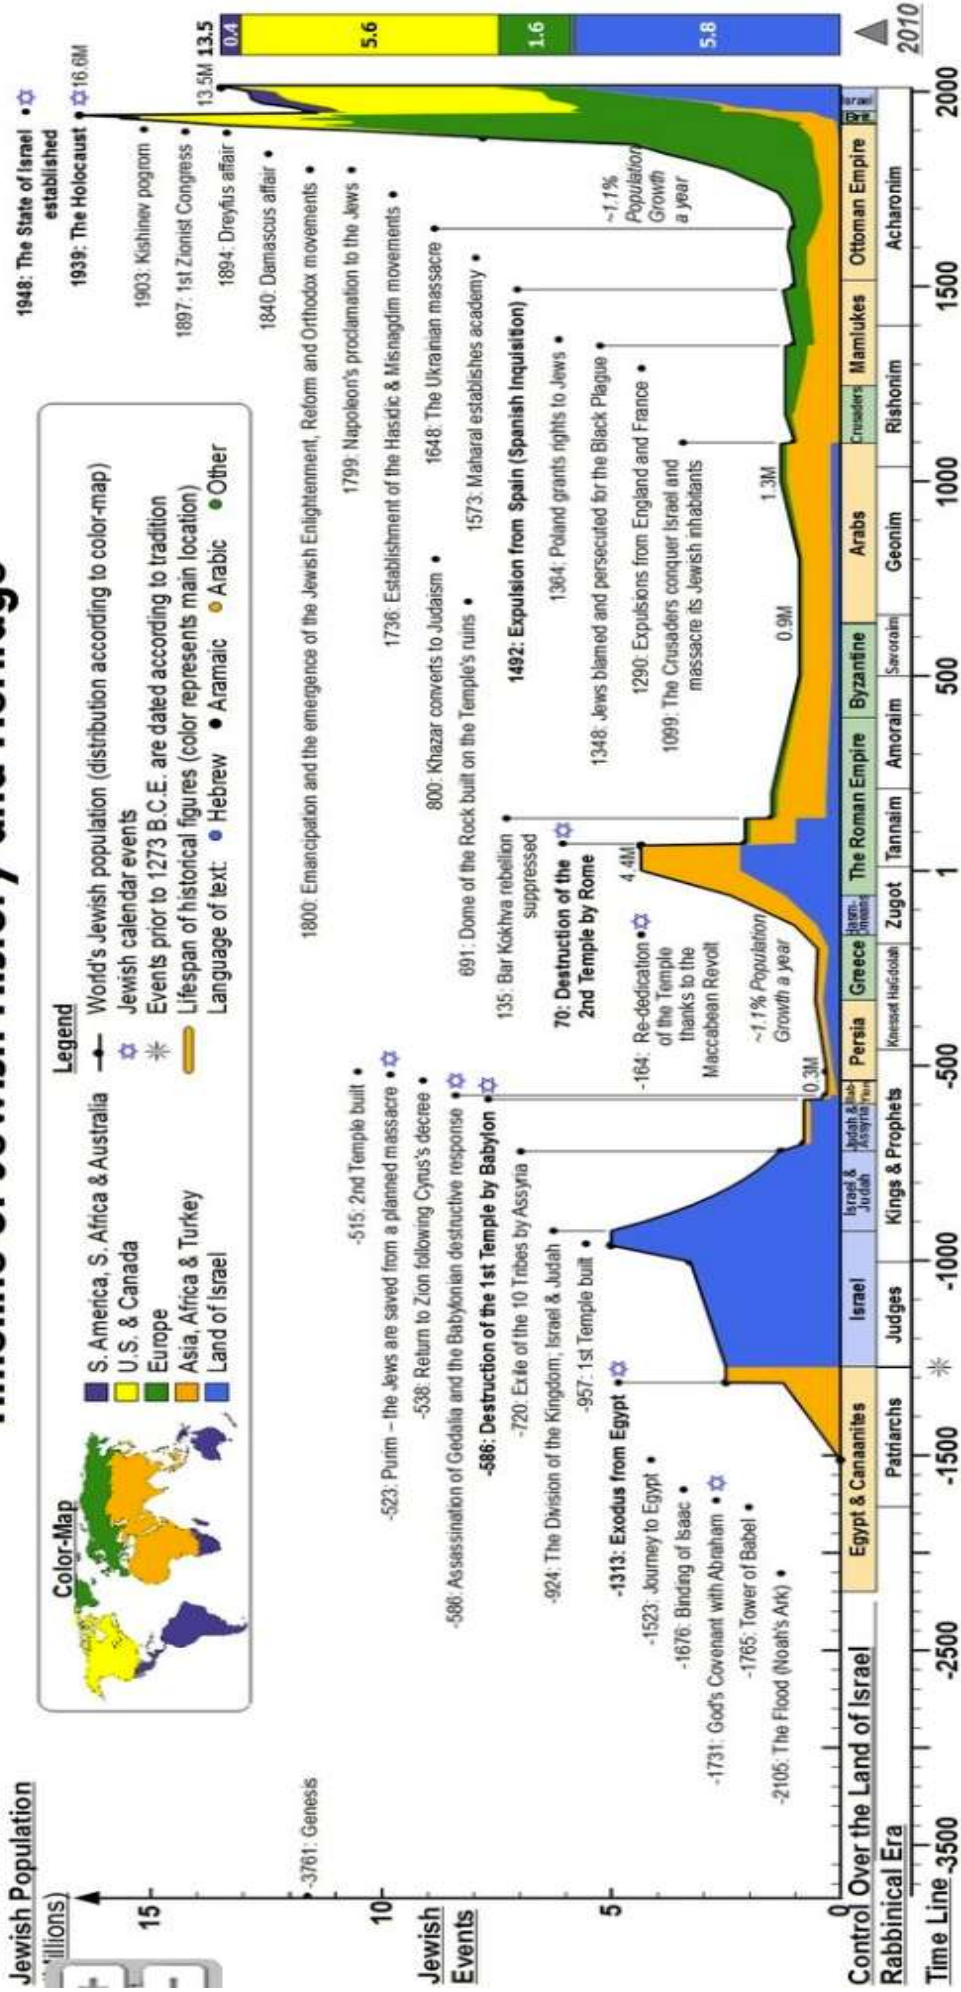 Timeline of Jewish History and Heritage
Jewish Population
(Millions)
15
10
5
0
Jewish
Events
Color-Map
Legend
S. America, S. Africa & Australia
U.S. & Canada
Europe
Asia, Africa & Turkey
Land of Israel
World's Jewish population (distribution according to color-map)
Jewish calendar events
Events prior to 1273 B.C.E. are dated according to tradition
Lifespan of historical figures (color represents main location)
Language of text: Hebrew Aramaic Arabic Other
-3761: Genesis
-2105: The Flood (Noah's Ark)
-1765: Tower of Babel
-1731: God's Covenant with Abraham
-1676: Binding of Isaac
-1523: Journey to Egypt
-1313: Exodus from Egypt
-957: 1st Temple built
-924: The Division of the Kingdom; Israel & Judah
-720: Exile of the 10 Tribes by Assyria
-586: Destruction of the 1st Temple by Babylon
-586: Assassination of Gedalia and the Babylonian destructive response
-538: Return to Zion following Cyrus's decree
-523: Purim – the Jews are saved from a planned massacre
-515: 2nd Temple built
0.3M
~1.1% Population
Growth a year
-164: Re-dedication
of the Temple
thanks to the
Maccabean Revolt
4.4M
70: Destruction of the
2nd Temple by Rome
135: Bar Kokhva rebellion
suppressed
691: Dome of the Rock built on the Temple's ruins
800: Khazar converts to Judaism
0.9M
1.3M
1099: The Crusaders conquer Israel and
massacre its Jewish inhabitants
1290: Expulsions from England and France
1348: Jews blamed and persecuted for the Black Plague
1364: Poland grants rights to Jews
1492: Expulsion from Spain (Spanish Inquisition)
1573: Maharal establishes academy
1648: The Ukrainian massacre
1736: Establishment of the Hasidic & Misnagdim movements
1799: Napoleon's proclamation to the Jews
1800: Emancipation and the emergence of the Jewish Enlightenment, Reform and Orthodox movements
~1.1%
Population
Growth
a year
1840: Damascus affair
1894: Dreyfus affair
1897: 1st Zionist Congress
1903: Kishinev pogrom
1939: The Holocaust
16.6M
1948: The State of Israel
established
13.5M
13.5
0.4
5.6
1.6
5.8
2010
Control Over the Land of Israel
Egypt & Canaanites
Israel
Israel &
Judah
Judah &
Assyria
Bab-
ylon
Persia
Greece
Hasm-
oneans
The Roman Empire
Byzantine
Arabs
Crusaders
Mamlukes
Ottoman Empire
Brit.
Israel
Rabbinical Era
Patriarchs
Judges
Kings & Prophets
Knesset HaGdolah
Zugot
Tannaim
Amoraim
Savoraim
Geonim
Rishonim
Acharonim
Time Line
-3500
-2500
-1500
-1000
-500
1
500
1000
1500
2000